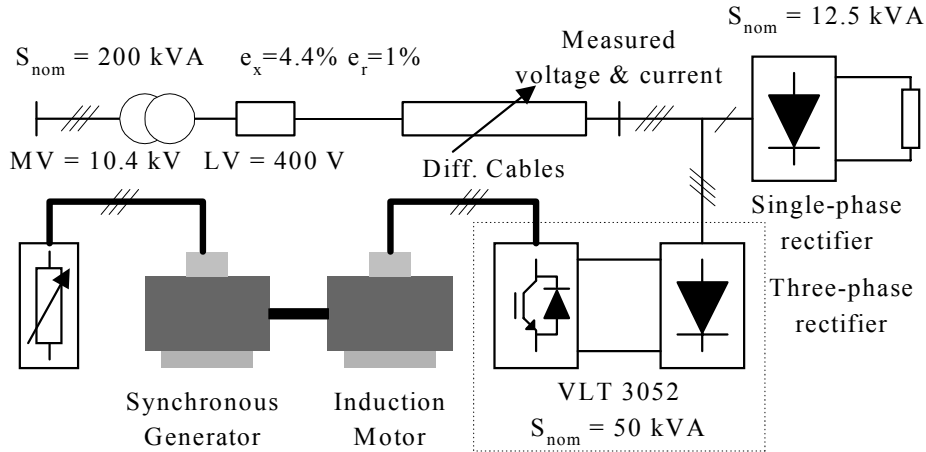 S_nom = 200 kVA
e_x=4.4% e_r=1%
Measured
voltage & current
S_nom = 12.5 kVA
MV = 10.4 kV
LV = 400 V
Diff. Cables
Single-phase
rectifier
Three-phase
rectifier
Synchronous
Generator
Induction
Motor
VLT 3052
S_nom = 50 kVA